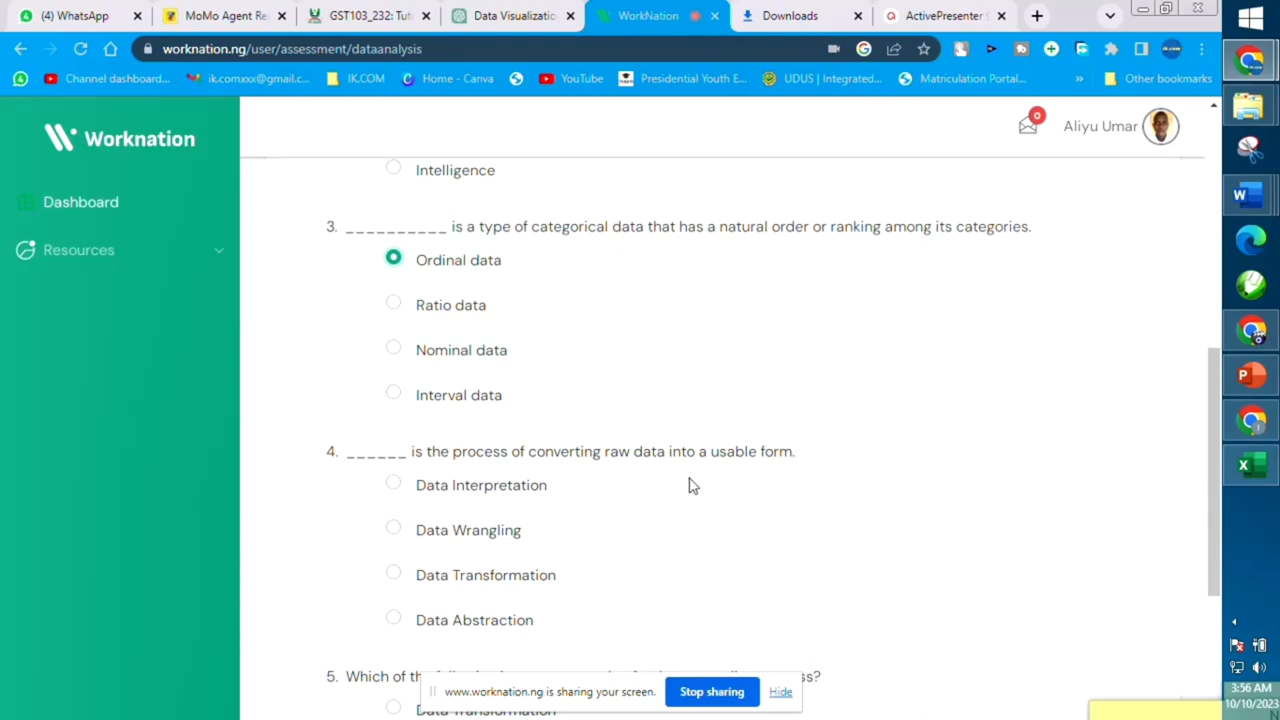 (4) WhatsApp
MoMo Agent Re
GST103_232: Tuto
Data Visualizatio
WorkNation
Downloads
ActivePresenter 9
worknation.ng/user/assessment/dataanalysis
Channel dashboard...
ik.comxxx@gmail.c...
IK.COM
Home - Canva
YouTube
Presidential Youth E...
UDUS | Integrated...
Matriculation Portal...
»
Other bookmarks
Worknation
0
Aliyu Umar
Dashboard
Resources
Intelligence
3. __________ is a type of categorical data that has a natural order or ranking among its categories.
Ordinal data
Ratio data
Nominal data
Interval data
4. ______ is the process of converting raw data into a usable form.
Data Interpretation
Data Wrangling
Data Transformation
Data Abstraction
5. Which of th
ss?
www.worknation.ng is sharing your screen.
Stop sharing
Hide
Data Transformation
3:56 AM
10/10/2023